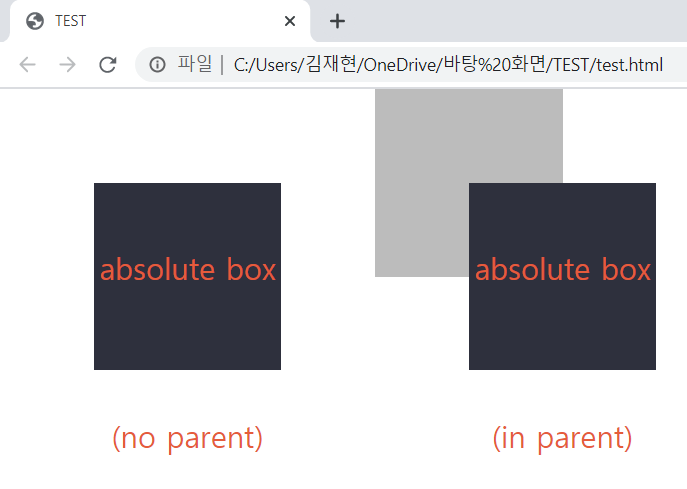 TEST
파일 | C:/Users/김재현/OneDrive/바탕%20화면/TEST/test.html
absolute box absolute box
(no parent) (in parent)